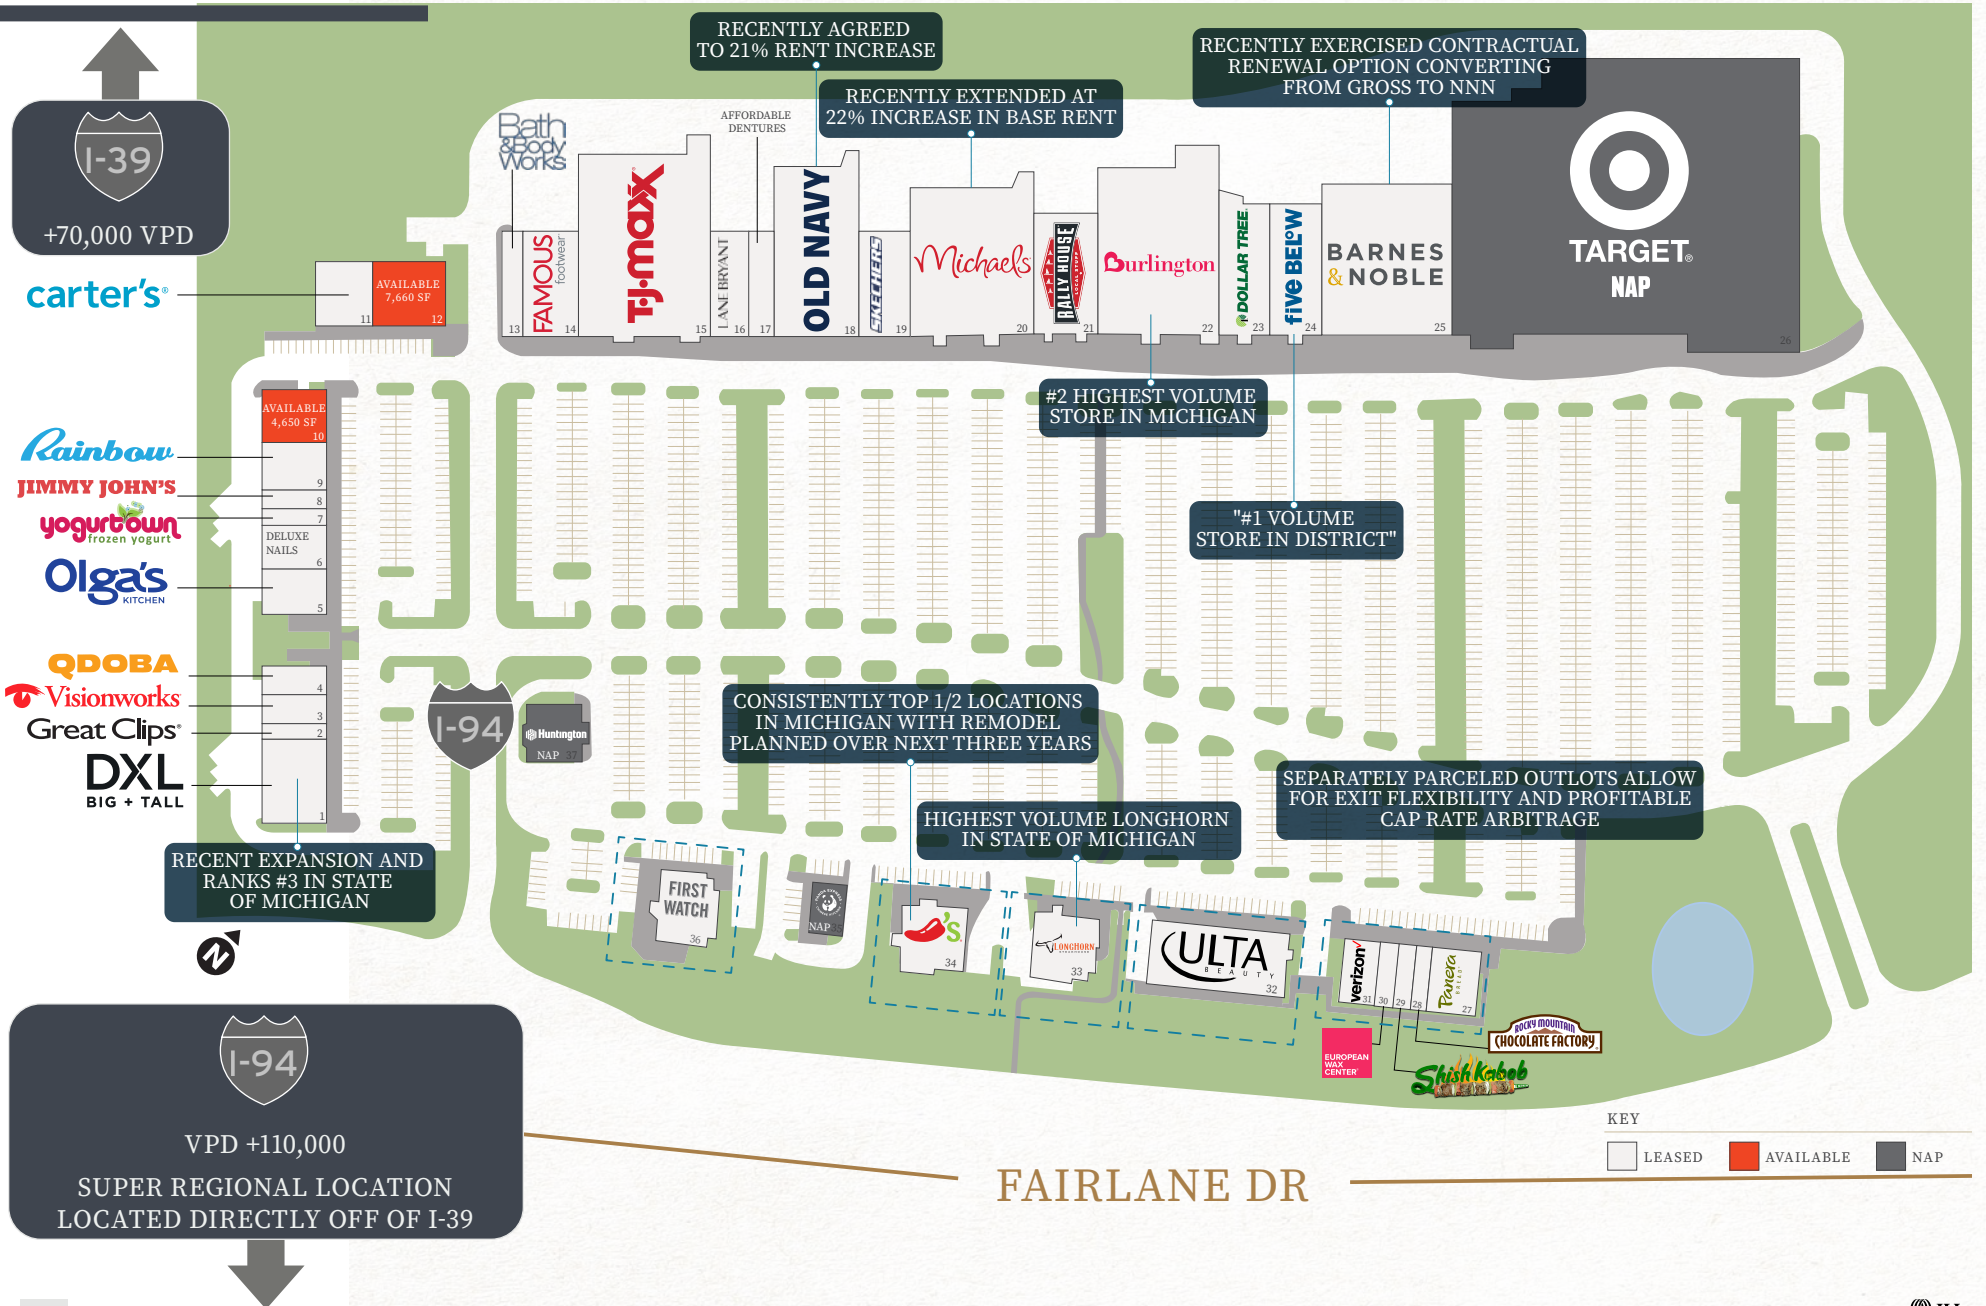 RECENTLY AGREED
TO 21% RENT INCREASE
RECENTLY EXERCISED CONTRACTUAL
RENEWAL OPTION CONVERTING
FROM GROSS TO NNN
RECENTLY EXTENDED AT
22% INCREASE IN BASE RENT
I-39
+70,000 VPD
Bath
&Body
Works
AFFORDABLE
DENTURES
carter's®
11
AVAILABLE
7,660 SF
12
13
FAMOUS
footwear
14
T·J·maxx
15
LANE BRYANT
16
17
OLD NAVY
18
SKECHERS
19
Michaels
20
RALLY HOUSE
21
Burlington
22
DOLLAR TREE
23
five BELOW
24
BARNES
&NOBLE
25
TARGET®
NAP
26
#2 HIGHEST VOLUME
STORE IN MICHIGAN
"#1 VOLUME
STORE IN DISTRICT"
AVAILABLE
4,650 SF
10
Rainbow
9
JIMMY JOHN'S
8
yogurtown
frozen yogurt
7
DELUXE
NAILS
6
Olga's
KITCHEN
5
QDOBA
4
Visionworks
3
Great Clips®
2
DXL
BIG + TALL
1
RECENT EXPANSION AND
RANKS #3 IN STATE
OF MICHIGAN
I-94
Huntington
NAP 37
CONSISTENTLY TOP 1/2 LOCATIONS
IN MICHIGAN WITH REMODEL
PLANNED OVER NEXT THREE YEARS
HIGHEST VOLUME LONGHORN
IN STATE OF MICHIGAN
SEPARATELY PARCELED OUTLOTS ALLOW
FOR EXIT FLEXIBILITY AND PROFITABLE
CAP RATE ARBITRAGE
FIRST
WATCH
36
NAP
'S
34
LONGHORN
33
ULTA
BEAUTY
32
verizon
31
30
29
28
Panera
BREAD
27
EUROPEAN
WAX
CENTER
ROCKY MOUNTAIN
CHOCOLATE FACTORY
Shish Kabob
N
I-94
VPD +110,000
SUPER REGIONAL LOCATION
LOCATED DIRECTLY OFF OF I-39
FAIRLANE DR
KEY
LEASED
AVAILABLE
NAP